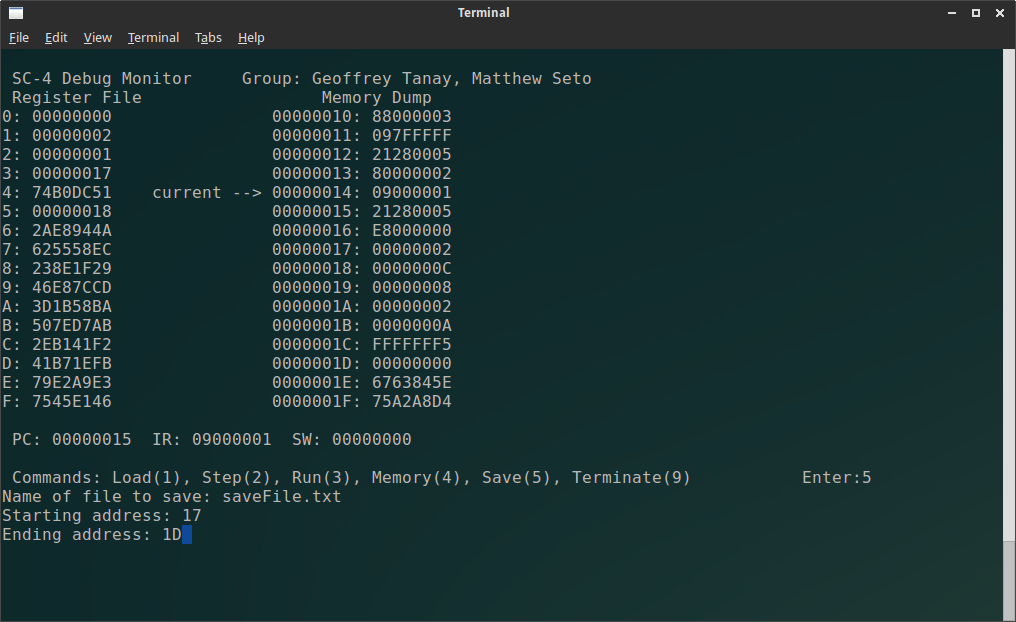 Terminal
File Edit View Terminal Tabs Help
SC-4 Debug Monitor Group: Geoffrey Tanay, Matthew Seto
Register File Memory Dump
0: 00000000 00000010: 88000003
1: 00000002 00000011: 097FFFFF
2: 00000001 00000012: 21280005
3: 00000017 00000013: 80000002
4: 74B0DC51 current --> 00000014: 09000001
5: 00000018 00000015: 21280005
6: 2AE8944A 00000016: E8000000
7: 625558EC 00000017: 00000002
8: 238E1F29 00000018: 0000000C
9: 46E87CCD 00000019: 00000008
A: 3D1B58BA 0000001A: 00000002
B: 507ED7AB 0000001B: 0000000A
C: 2EB141F2 0000001C: FFFFFFF5
D: 41B71EFB 0000001D: 00000000
E: 79E2A9E3 0000001E: 6763845E
F: 7545E146 0000001F: 75A2A8D4
PC: 00000015 IR: 09000001 SW: 00000000
Commands: Load(1), Step(2), Run(3), Memory(4), Save(5), Terminate(9) Enter:5
Name of file to save: saveFile.txt
Starting address: 17
Ending address: 1D